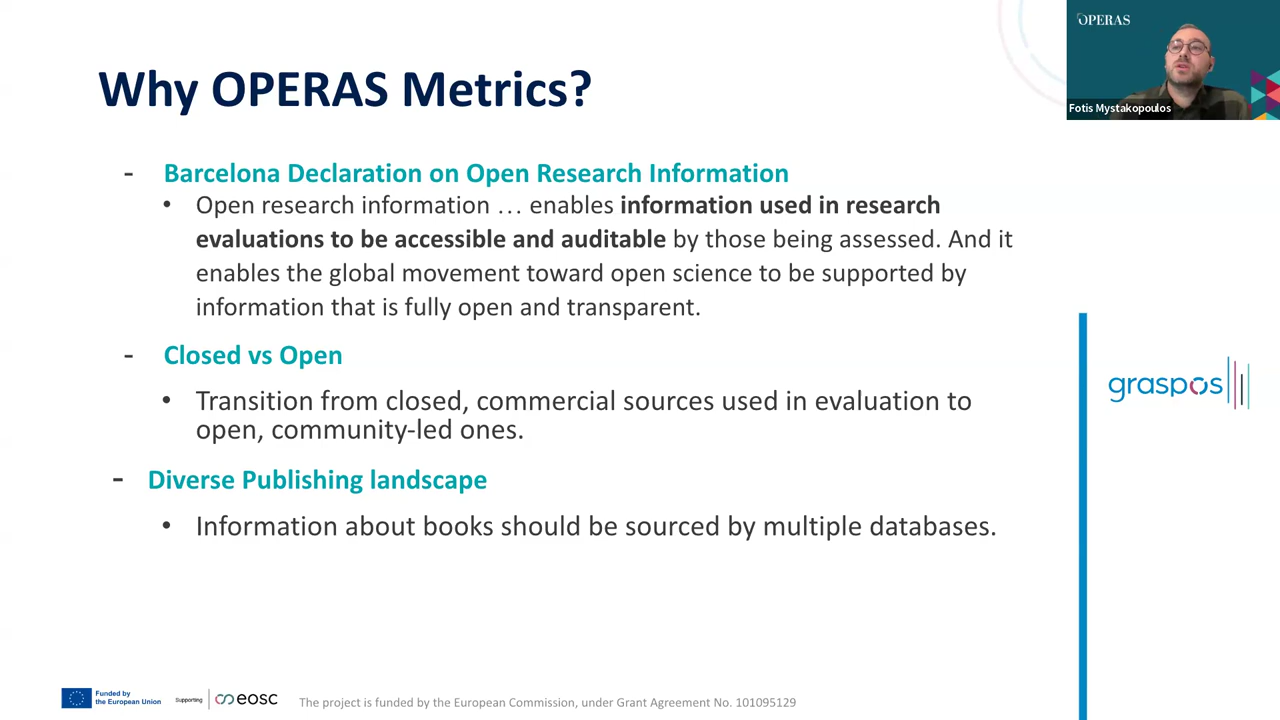 OPERAS
Fotis Mystakopoulos
Why OPERAS Metrics?
- Barcelona Declaration on Open Research Information
• Open research information … enables information used in research
evaluations to be accessible and auditable by those being assessed. And it
enables the global movement toward open science to be supported by
information that is fully open and transparent.
- Closed vs Open
• Transition from closed, commercial sources used in evaluation to
open, community-led ones.
- Diverse Publishing landscape
• Information about books should be sourced by multiple databases.
graspos
Funded by
the European Union
Supporting
eosc
The project is funded by the European Commission, under Grant Agreement No. 101095129